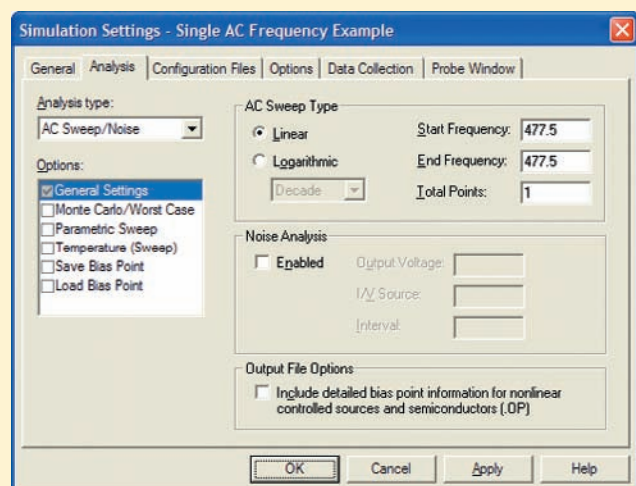 Simulation Settings - Single AC Frequency Example
General Analysis Configuration Files Options Data Collection Probe Window
Analysis type:
AC Sweep/Noise
Options:
General Settings
Monte Carlo/Worst Case
Parametric Sweep
Temperature (Sweep)
Save Bias Point
Load Bias Point
AC Sweep Type
Linear
Logarithmic
Decade
Start Frequency: 477.5
End Frequency: 477.5
Total Points: 1
Noise Analysis
Enabled
Output Voltage:
I/V Source:
Interval:
Output File Options
Include detailed bias point information for nonlinear
controlled sources and semiconductors (.OP)
OK Cancel Apply Help